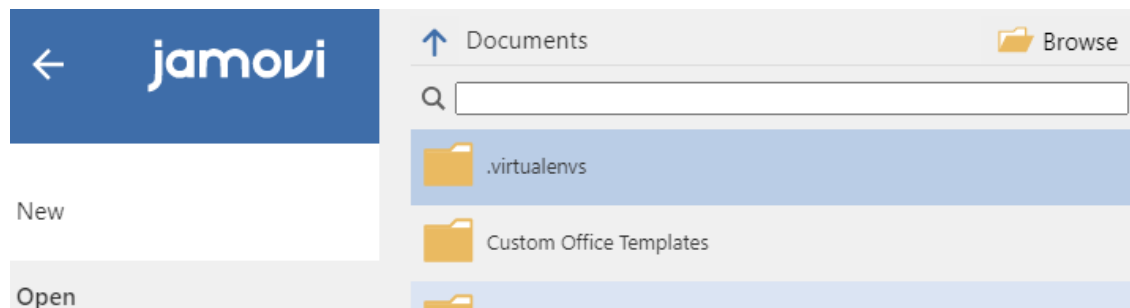 jamovi
New
Open
Documents
Browse
.virtualenvs
Custom Office Templates